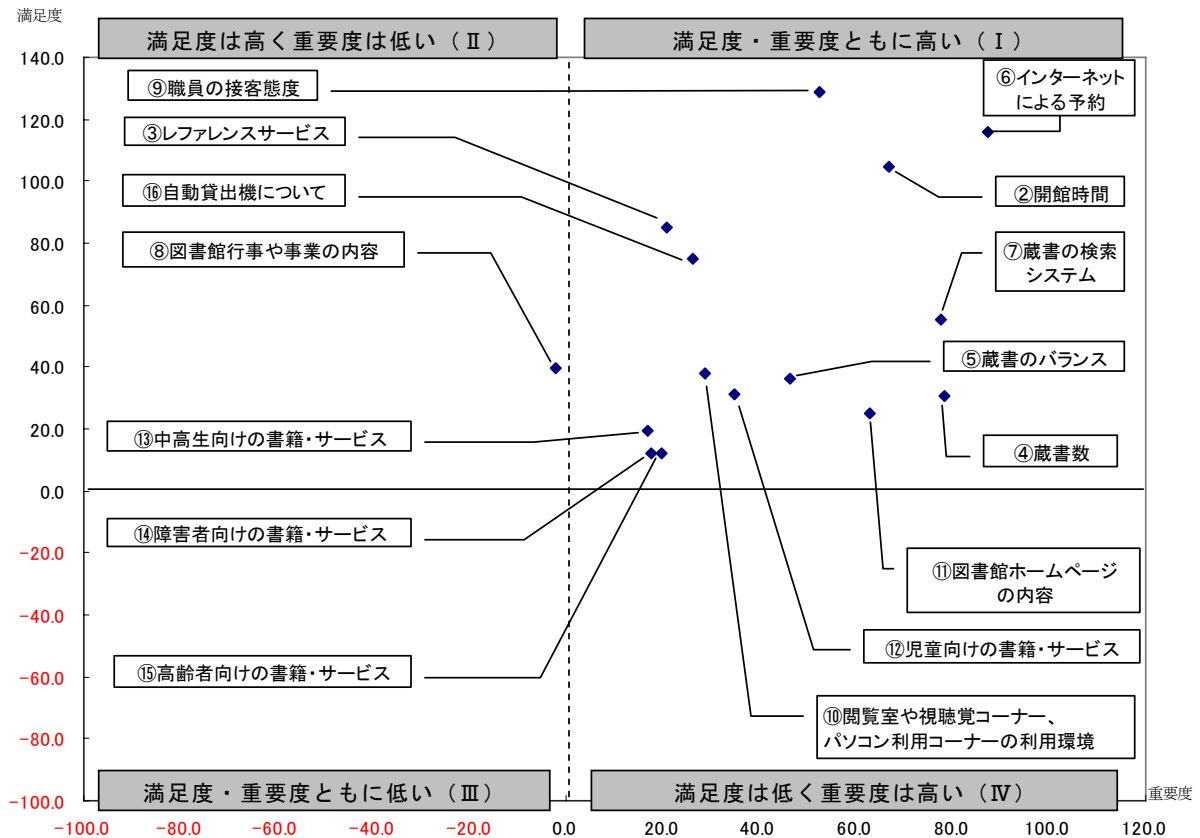 満足度
満足度は高く重要度は低い（Ⅱ）
満足度・重要度ともに高い（Ⅰ）
140.0
120.0
100.0
80.0
60.0
40.0
20.0
0.0
-20.0
-40.0
-60.0
-80.0
-100.0
⑨職員の接客態度
⑥インターネット
による予約
③レファレンスサービス
⑯自動貸出機について
②開館時間
⑧図書館行事や事業の内容
⑦蔵書の検索
システム
⑤蔵書のバランス
⑬中高生向けの書籍・サービス
④蔵書数
⑭障害者向けの書籍・サービス
⑪図書館ホームページ
の内容
⑫児童向けの書籍・サービス
⑮高齢者向けの書籍・サービス
⑩閲覧室や視聴覚コーナー、
パソコン利用コーナーの利用環境
満足度・重要度ともに低い（Ⅲ）
満足度は低く重要度は高い（Ⅳ）
重要度
-100.0 -80.0 -60.0 -40.0 -20.0 0.0 20.0 40.0 60.0 80.0 100.0 120.0